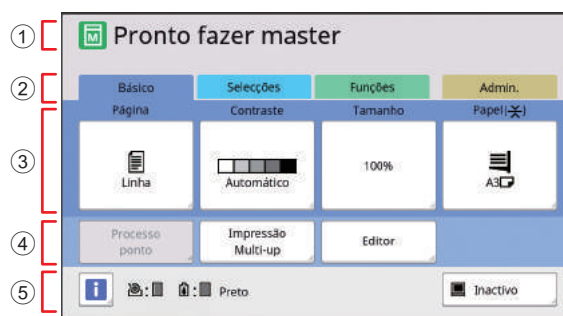 ① Pronto fazer master
② Básico Selecções Funções Admin.
Página Contraste Tamanho Papel(⚹)
③ Linha Automático 100% A3
④ Processo ponto Impressão Multi-up Editor
⑤ i : : Preto Inactivo